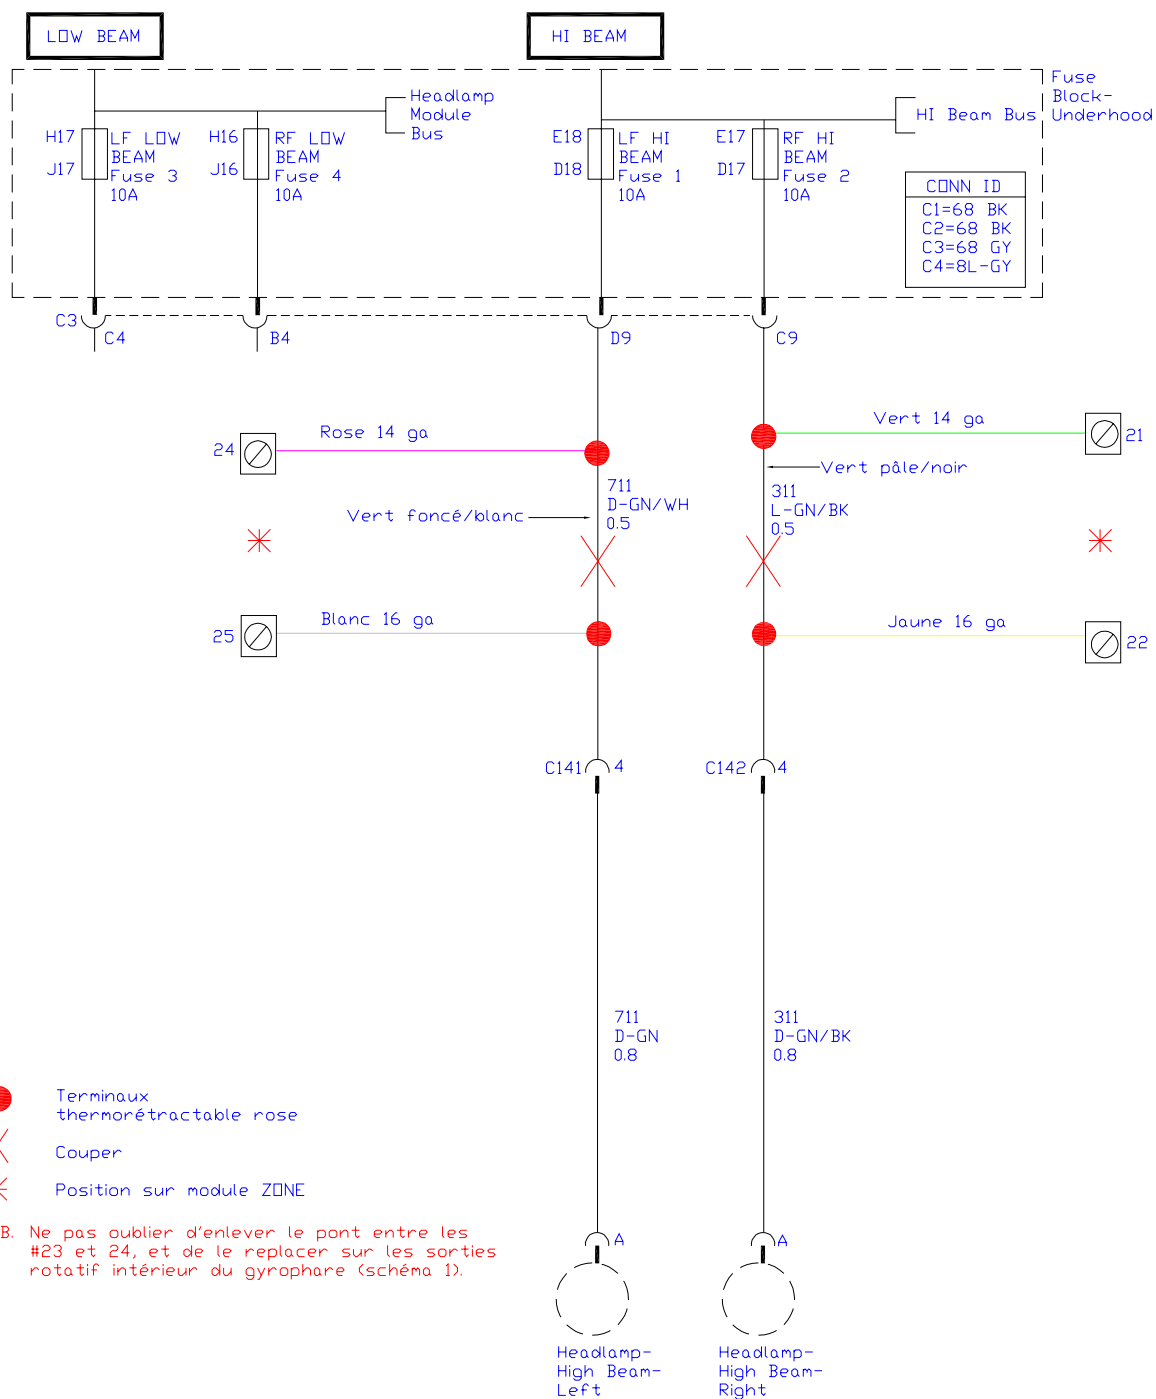 LOW BEAM
HI BEAM
Headlamp
Module
Bus
HI Beam Bus
Fuse
Block-
Underhood
H17
J17
LF LOW
BEAM
Fuse 3
10A
H16
J16
RF LOW
BEAM
Fuse 4
10A
E18
D18
LF HI
BEAM
Fuse 1
10A
E17
D17
RF HI
BEAM
Fuse 2
10A
CONN ID
C1=68 BK
C2=68 BK
C3=68 GY
C4=8L-GY
C3
C4
B4
D9
C9
24
Rose 14 ga
Vert 14 ga
21
Vert pâle/noir
711
D-GN/WH
0.5
Vert foncé/blanc
311
L-GN/BK
0.5
25
Blanc 16 ga
Jaune 16 ga
22
C141
4
C142
4
711
D-GN
0.8
311
D-GN/BK
0.8
Terminaux
thermorétractable rose
Couper
Position sur module ZONE
B. Ne pas oublier d'enlever le pont entre les
#23 et 24, et de le replacer sur les sorties
rotatif intérieur du gyrophare (schéma 1).
A
A
Headlamp-
High Beam-
Left
Headlamp-
High Beam-
Right